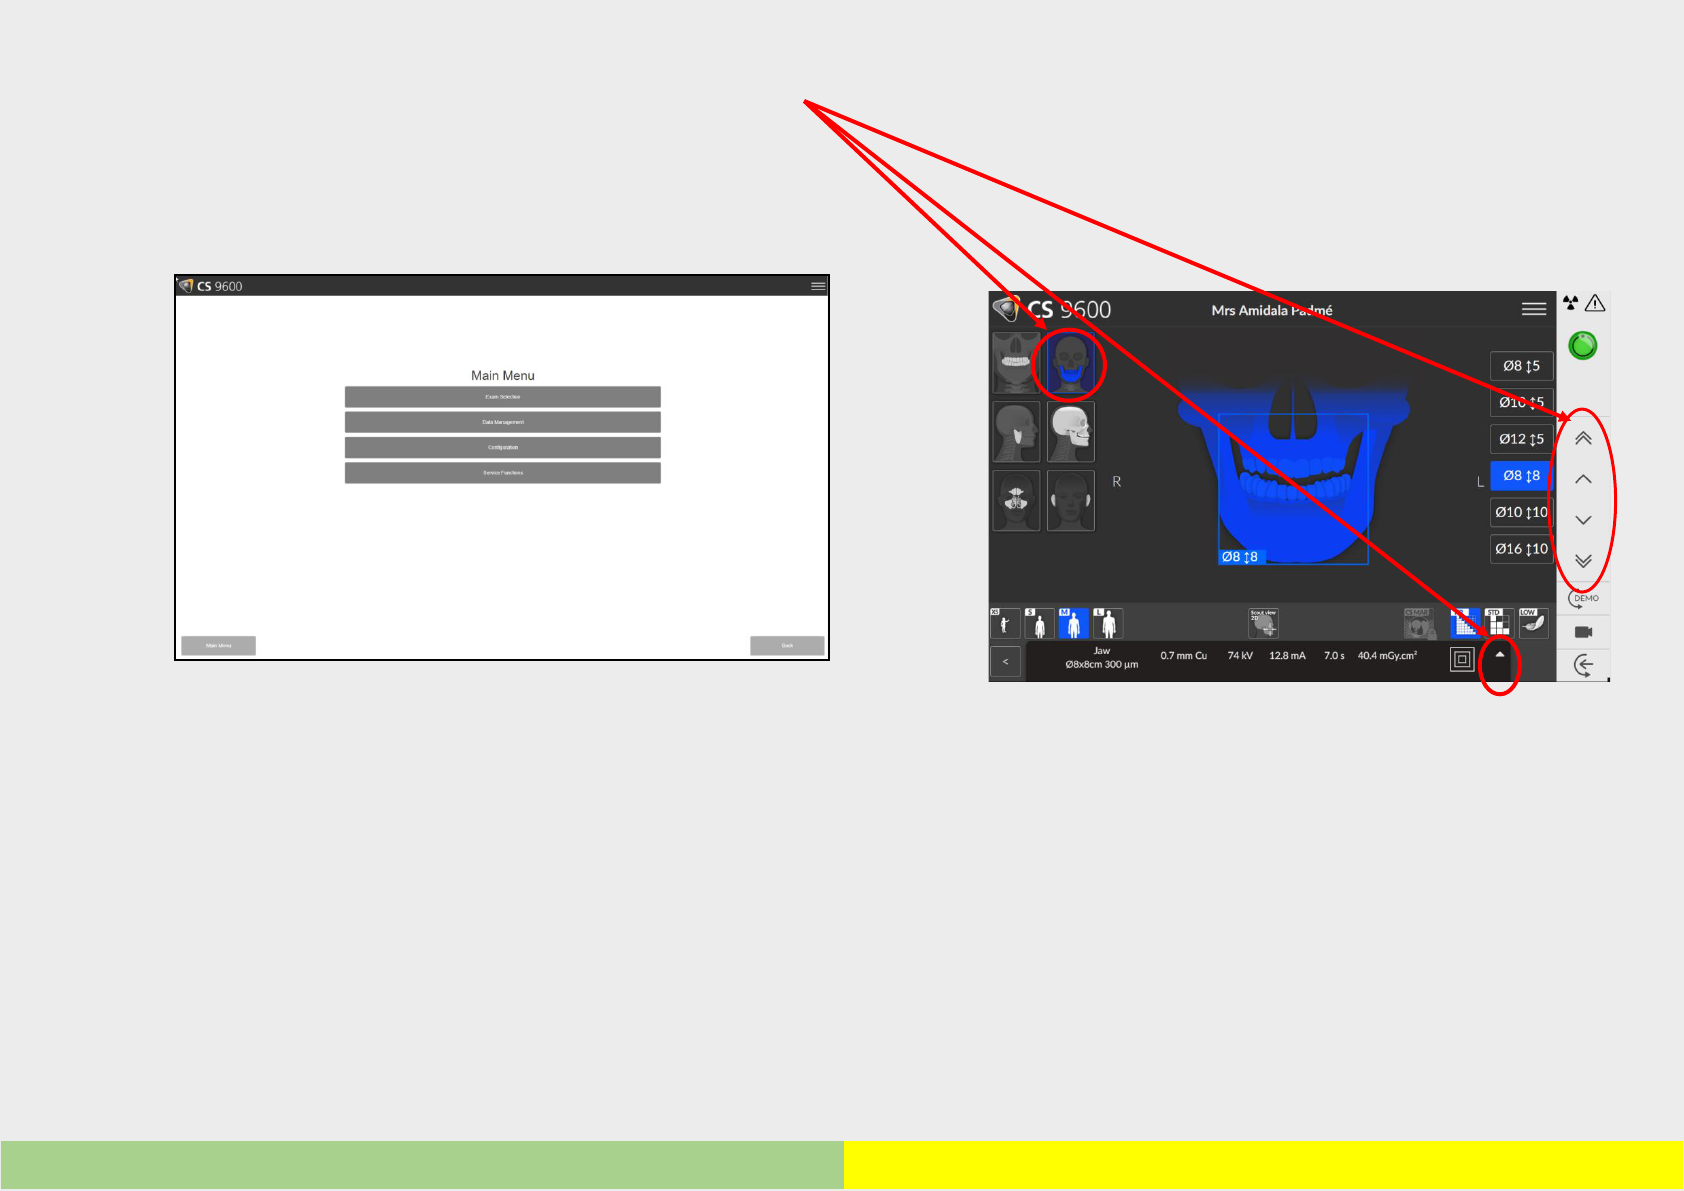 CS 9600
Main Menu
Exam Selection
Data Management
Configuration
Service Functions
Main Menu
Back
CS 9600
Mrs Amidala Padmé
Ø8 ↕5
Ø10 ↕5
Ø12 ↕5
Ø8 ↕8
Ø10 ↕10
Ø16 ↕10
R
L
Ø8 ↕8
DEMO
XS
S
M
L
Scout view
2D
CS MAR
STD
LOW
<
Jaw
Ø8x8cm 300 µm
0.7 mm Cu
74 kV
12.8 mA
7.0 s
40.4 mGy.cm²